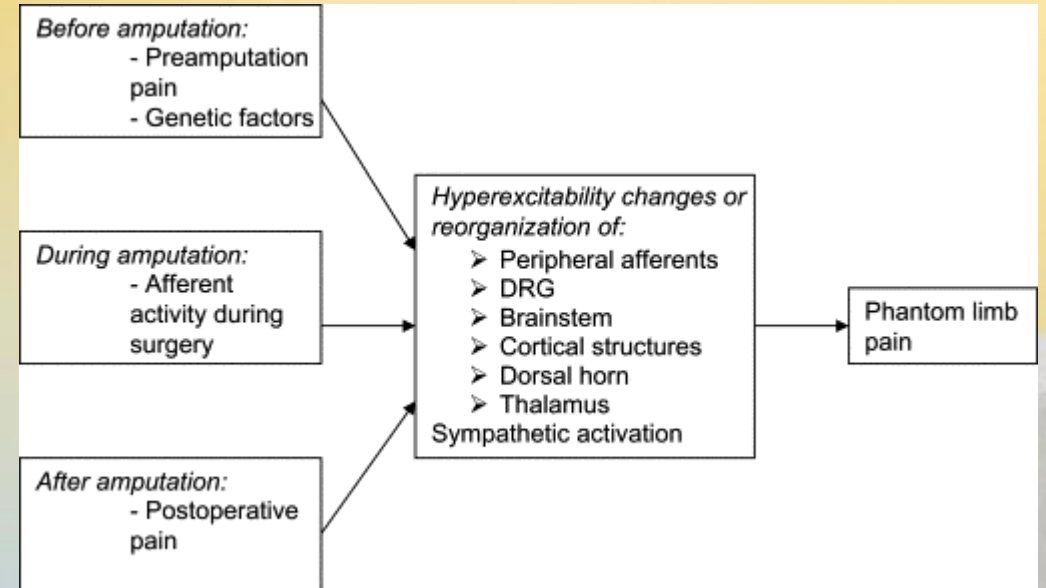 Before amputation:
- Preamputation
pain
- Genetic factors
During amputation:
- Afferent
activity during
surgery
After amputation:
- Postoperative
pain
Hyperexcitability changes or
reorganization of:
➢ Peripheral afferents
➢ DRG
➢ Brainstem
➢ Cortical structures
➢ Dorsal horn
➢ Thalamus
Sympathetic activation
Phantom limb
pain